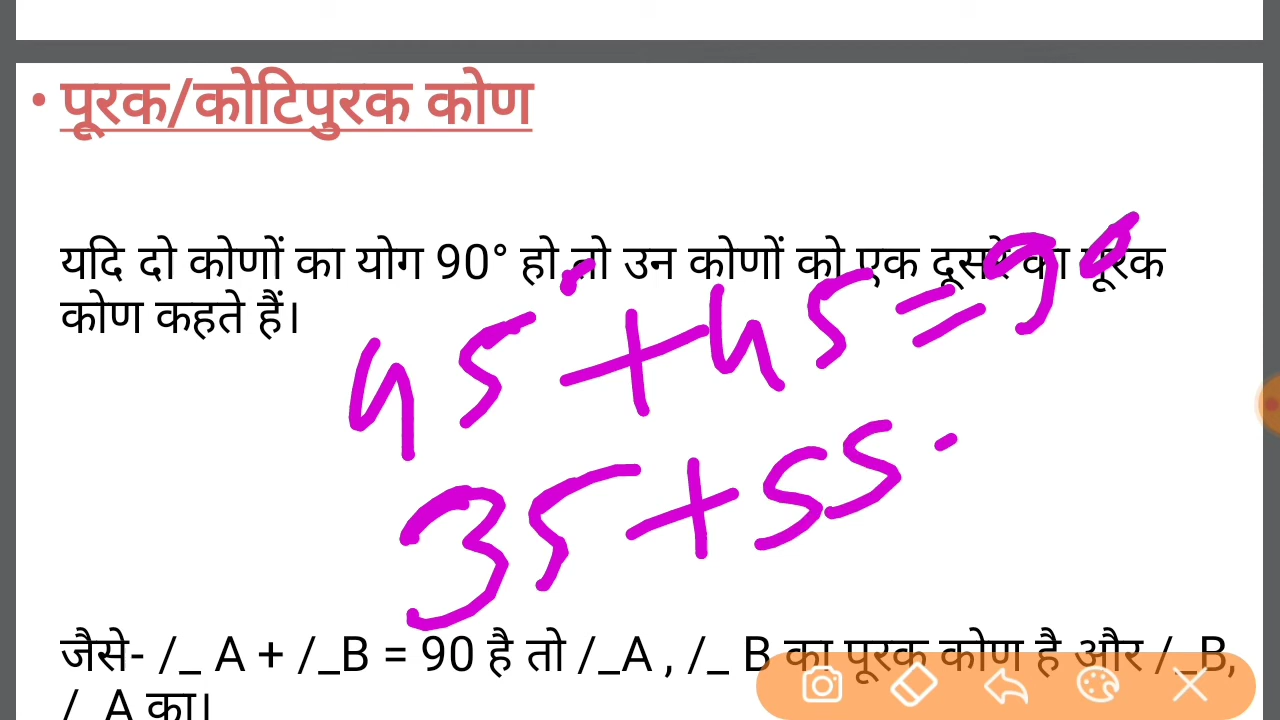 • पूरक/कोटिपुरक कोण
यदि दो कोणों का योग 90° हो तो उन कोणों को एक दूसरे का पूरक
कोण कहते हैं।
45° + 45 = 90
35 + 55
जैसे- /_ A + /_B = 90 है तो /_A , /_ B का पूरक कोण है और /_B,
/_A का।